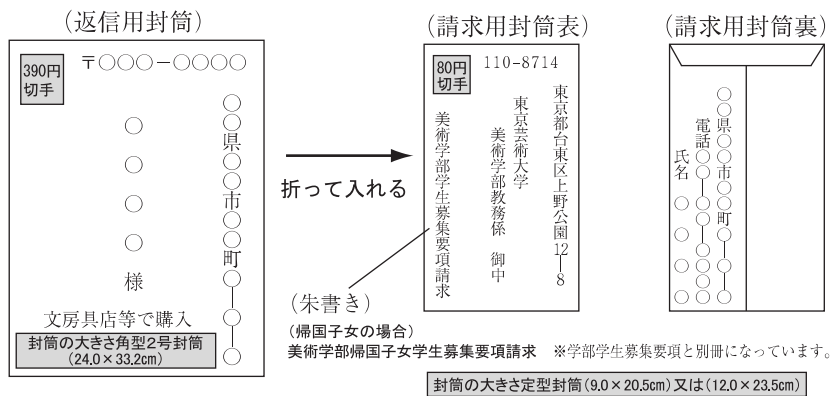 （返信用封筒）
390円
切手
〒○○○−○○○○
○○県○○市○○町○―○―○
○○○○様
文房具店等で購入
封筒の大きさ角型2号封筒
（24.0×33.2cm）
折って入れる
（請求用封筒表）
80円
切手
110-8714
東京都台東区上野公園12―8
東京芸術大学
美術学部教務係　御中
美術学部学生募集要項請求
（朱書き）
（帰国子女の場合）
美術学部帰国子女学生募集要項請求　※学部学生募集要項と別冊になっています。
封筒の大きさ定型封筒（9.0×20.5cm）又は（12.0×23.5cm）
（請求用封筒裏）
○○県○○市○○町○―○―○
電話○○―○○―○○○○
氏名　○○○○